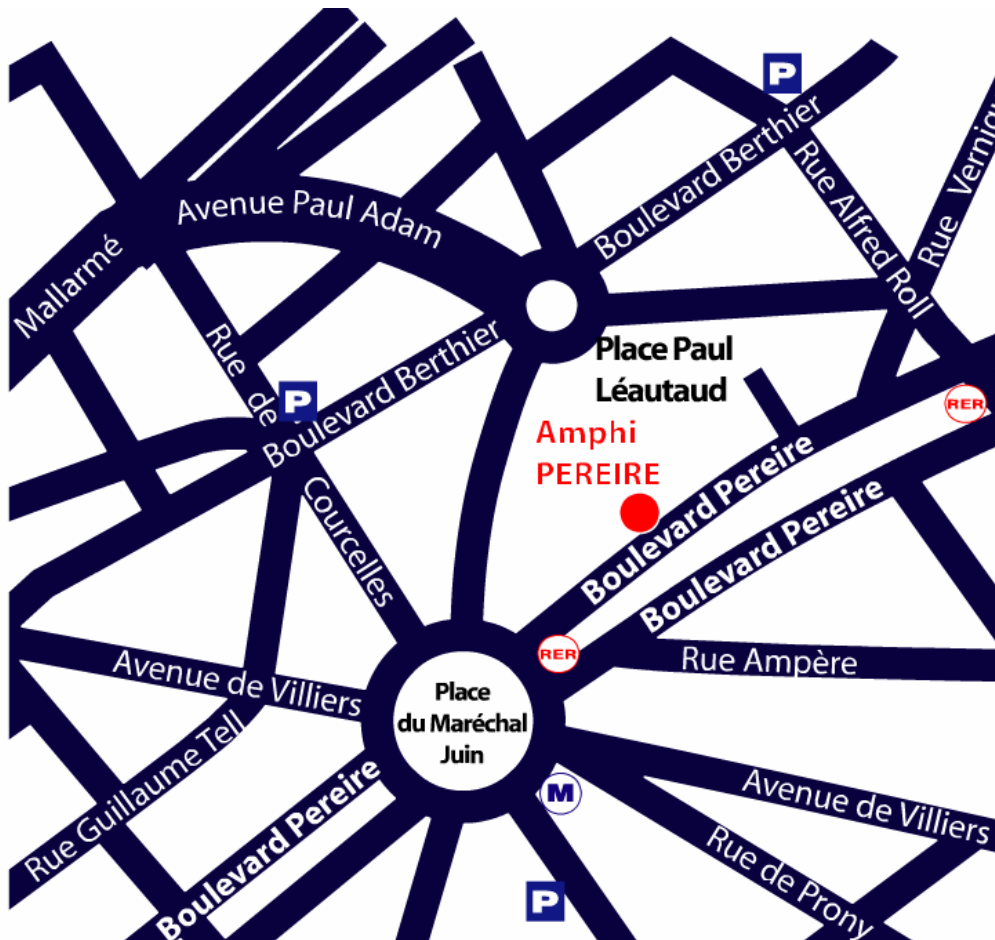 P
Boulevard Berthier
Rue Alfred Roll
Avenue Paul Adam
Mallarmé
Place Paul
Léautaud
Rue de
P
Boulevard Berthier
RER
Amphi
PEREIRE
Boulevard Pereire
Boulevard Pereire
Courcelles
RER
Rue Ampère
Avenue de Villiers
Place
du Maréchal
Juin
Rue Guillaume Tell
Boulevard Pereire
M
Avenue de Villiers
Rue de Prony
P
Rue